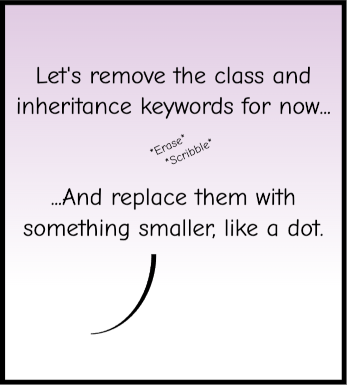 Let's remove the class and
inheritance keywords for now...
*Erase*
*Scribble*
...And replace them with
something smaller, like a dot.